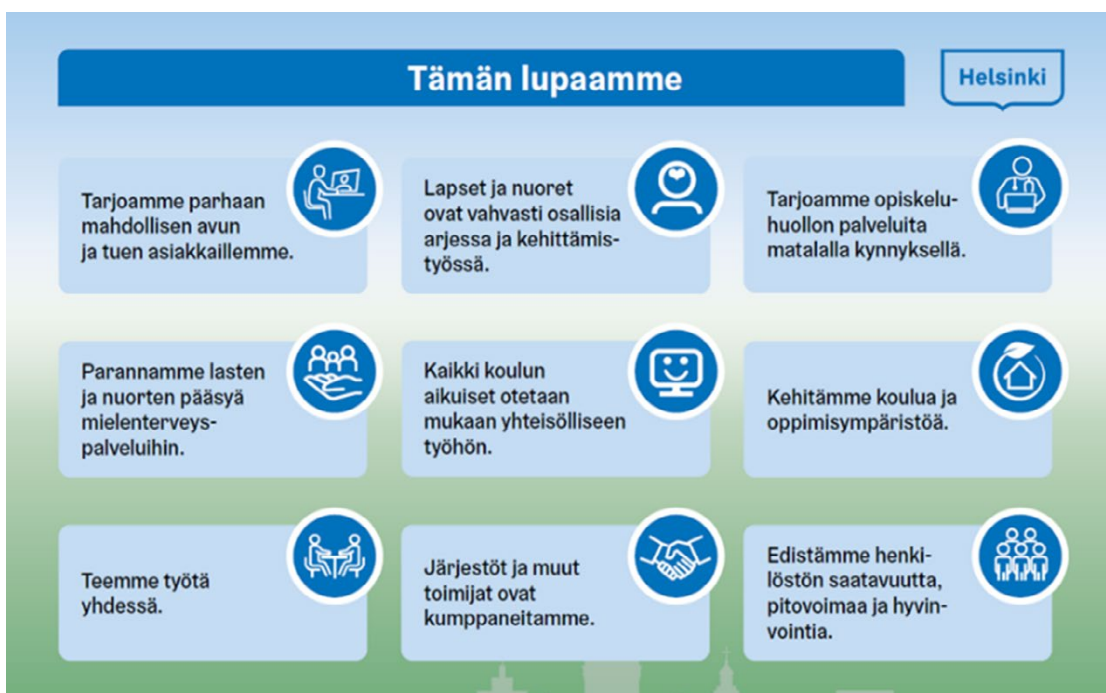 Tämän lupaamme
Helsinki
Tarjoamme parhaan
mahdollisen avun
ja tuen asiakkaillemme.
Lapset ja nuoret
ovat vahvasti osallisia
arjessa ja kehittämis-
työssä.
Tarjoamme opiskelu-
huollon palveluita
matalalla kynnyksellä.
Parannamme lasten
ja nuorten pääsyä
mielenterveys-
palveluihin.
Kaikki koulun
aikuiset otetaan
mukaan yhteisölliseen
työhön.
Kehitämme koulua ja
oppimisympäristöä.
Teemme työtä
yhdessä.
Järjestöt ja muut
toimijat ovat
kumppaneitamme.
Edistämme henki-
löstön saatavuutta,
pitovoimaa ja hyvin-
vointia.